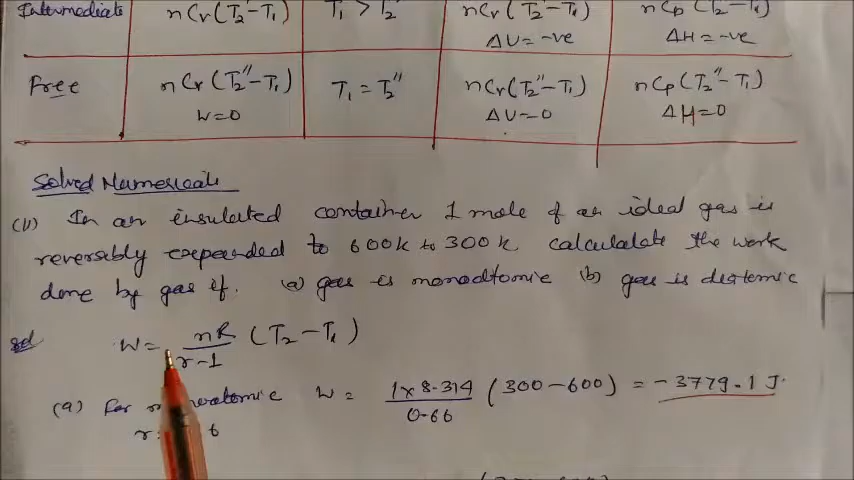 Intermediate nCv(T2'-T1) T1 > T2' nCv(T2'-T1) nCp(T2'-T1)
ΔU = -ve ΔH = -ve
Free nCv(T2''-T1) T1 = T2'' nCv(T2''-T1) nCp(T2''-T1)
W=0 ΔU=0 ΔH=0
Solved Numericals
(1) In an insulated container 1 mole of an ideal gas is
reversibly expanded to 600k to 300k calculate the work
done by gas if. (a) gas is monoatomic (b) gas is diatomic
sol W = nR/r-1 (T2-T1)
(a) For W = 1x8.314/0.66 (300-600) = -3779.1 J.